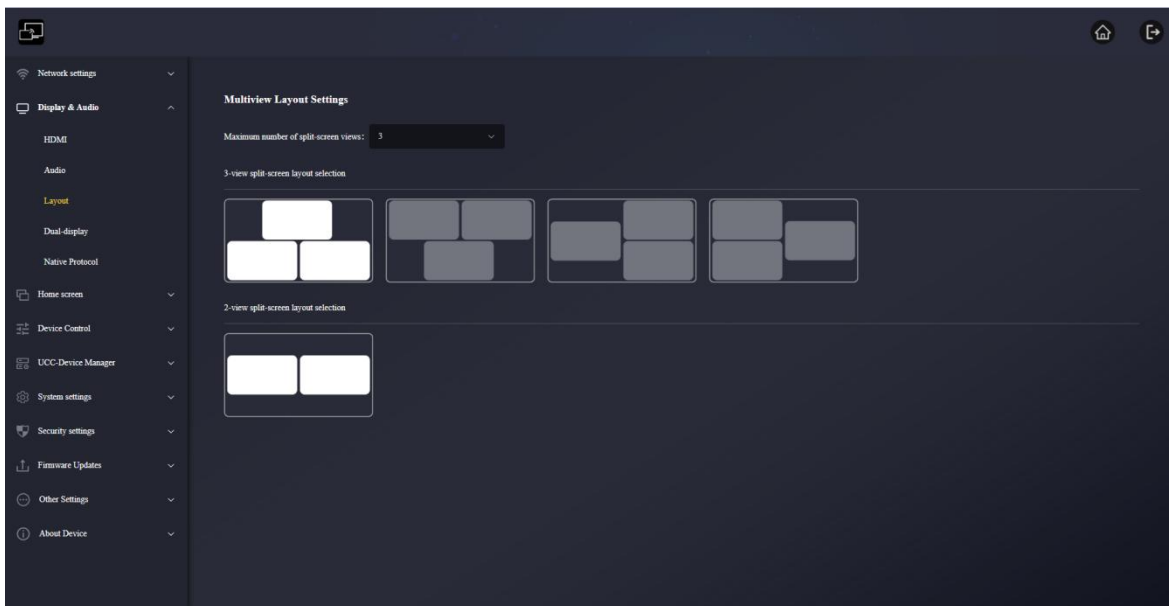 Network settings
Display & Audio
HDMI
Audio
Layout
Dual-display
Native Protocol
Home screen
Device Control
UCC-Device Manager
System settings
Security settings
Firmware Updates
Other Settings
About Device
Multiview Layout Settings
Maximum number of split-screen views: 3
3-view split-screen layout selection
2-view split-screen layout selection